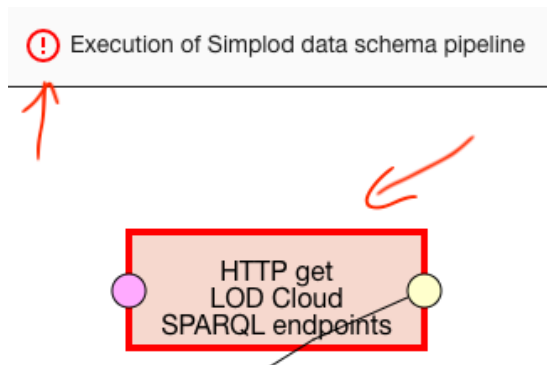 Execution of Simplod data schema pipeline
HTTP get
LOD Cloud
SPARQL endpoints